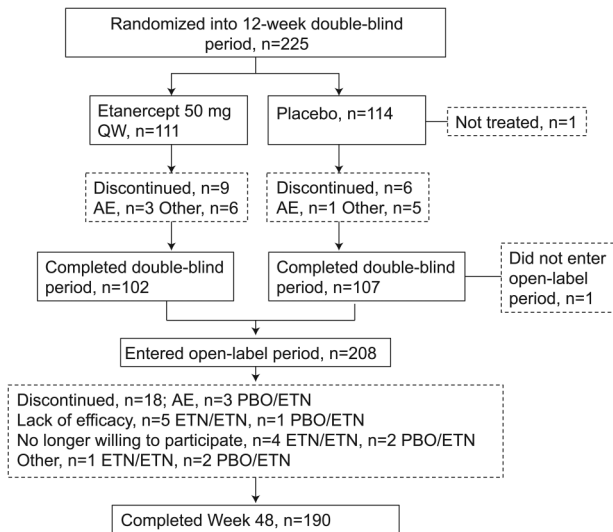 Randomized into 12-week double-blind
period, n=225
Etanercept 50 mg
QW, n=111
Placebo, n=114
Not treated, n=1
Discontinued, n=9
AE, n=3 Other, n=6
Discontinued, n=6
AE, n=1 Other, n=5
Completed double-blind
period, n=102
Completed double-blind
period, n=107
Did not enter
open-label
period, n=1
Entered open-label period, n=208
Discontinued, n=18; AE, n=3 PBO/ETN
Lack of efficacy, n=5 ETN/ETN, n=1 PBO/ETN
No longer willing to participate, n=4 ETN/ETN, n=2 PBO/ETN
Other, n=1 ETN/ETN, n=2 PBO/ETN
Completed Week 48, n=190